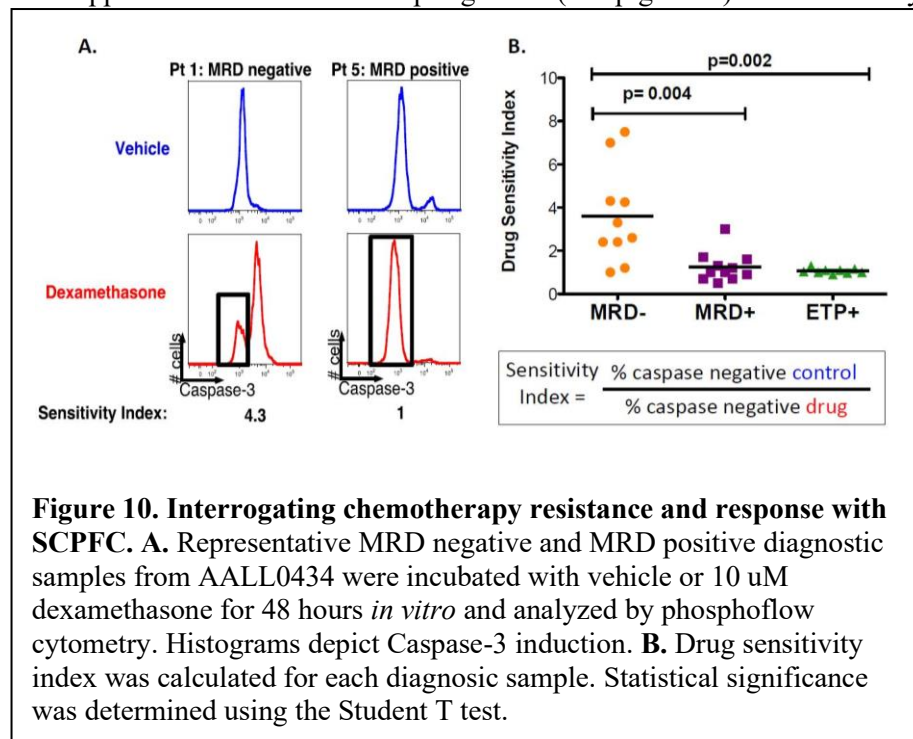 A.
Pt 1: MRD negative Pt 5: MRD positive
Vehicle
Dexamethasone
# cells
Caspase-3
# cells
Caspase-3
Sensitivity Index: 4.3 1
B.
p=0.002
p= 0.004
Drug Sensitivity Index
10
8
6
4
2
0
MRD- MRD+ ETP+
Sensitivity Index = % caspase negative control
% caspase negative drug
Figure 10. Interrogating chemotherapy resistance and response with
SCPFC. A. Representative MRD negative and MRD positive diagnostic
samples from AALL0434 were incubated with vehicle or 10 uM
dexamethasone for 48 hours in vitro and analyzed by phosphoflow
cytometry. Histograms depict Caspase-3 induction. B. Drug sensitivity
index was calculated for each diagnosic sample. Statistical significance
was determined using the Student T test.